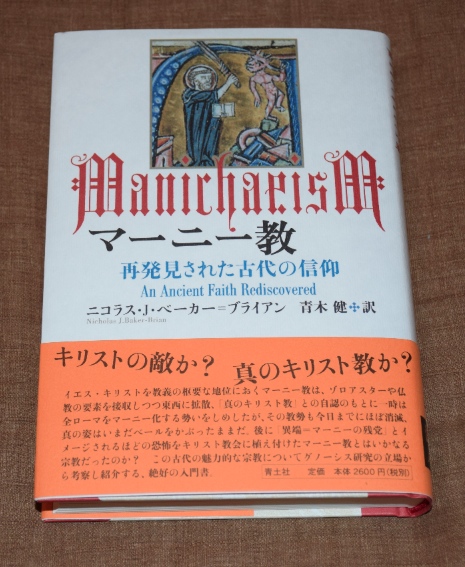 Manichaeism
マーニー教
再発見された古代の信仰
An Ancient Faith Rediscovered
ニコラス・J・ベーカー＝ブライアン 青木 健✣訳
Nicholas J.Baker-Brian
キリストの敵か？ 真のキリスト教か？
イエス・キリストを教義の枢要な地位におくマーニー教は、ゾロアスターや仏
教の要素を接収しつつ東西に拡散、「真のキリスト教」との自認のもとに一時は
全ローマをマーニー化する勢いをしめしたが、その教勢も今日までにほぼ消滅、
真の姿はいまだベールをかぶったままだ。後に「異端＝マーニーの残党」とイ
メージされるほどの恐怖をキリスト教会に植え付けたマーニー教とはいかなる
宗教だったのか？ この古代の魅力的な宗教についてグノーシス研究の立場か
ら考察し紹介する、絶好の入門書。
青土社 定価 本体2600円(税別)